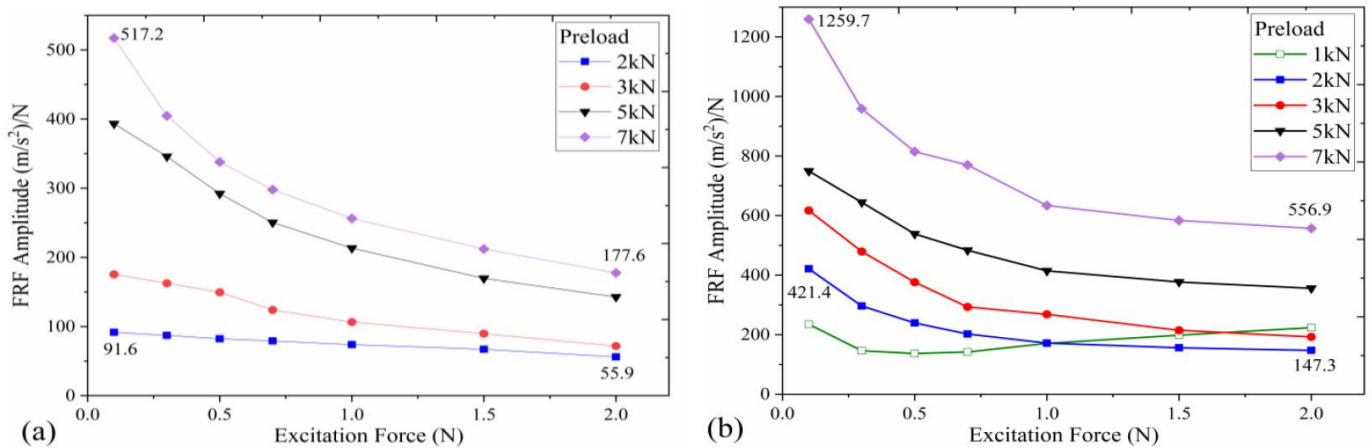 517.2
Preload
2kN
3kN
5kN
7kN
500
400
300
200
100
0
FRF Amplitude (m/s²)/N
177.6
91.6
55.9
0.0 0.5 1.0 1.5 2.0
Excitation Force (N)
(a)
1259.7
Preload
1kN
2kN
3kN
5kN
7kN
1200
1000
800
600
400
200
0
FRF Amplitude (m/s²)/N
556.9
421.4
147.3
0.0 0.5 1.0 1.5 2.0
Excitation Force (N)
(b)